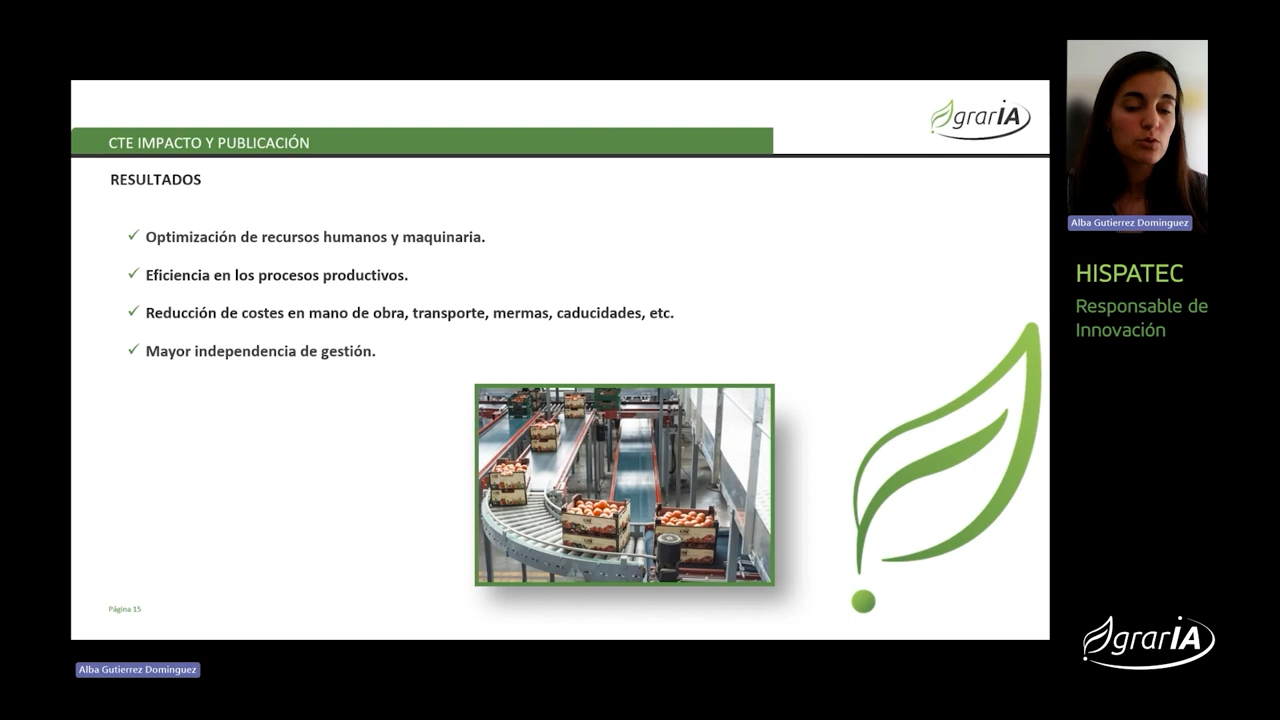 AgrarIA
CTE IMPACTO Y PUBLICACIÓN
RESULTADOS
✓ Optimización de recursos humanos y maquinaria.
✓ Eficiencia en los procesos productivos.
✓ Reducción de costes en mano de obra, transporte, mermas, caducidades, etc.
✓ Mayor independencia de gestión.
Página 15
Alba Gutierrez Dominguez
Alba Gutierrez Dominguez
HISPATEC
Responsable de
Innovación
AgrarIA